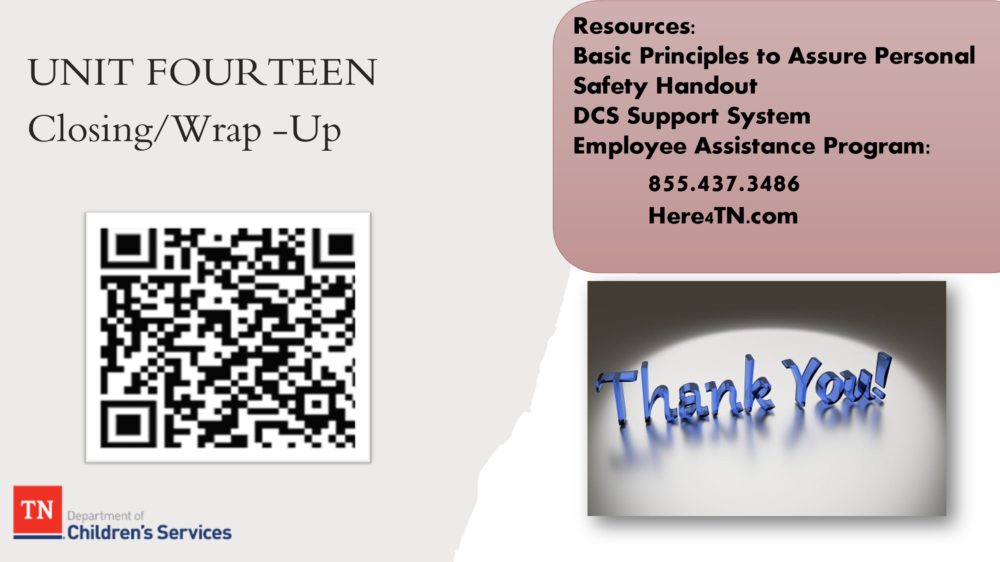 UNIT FOURTEEN
Closing/Wrap -Up
Resources:
Basic Principles to Assure Personal
Safety Handout
DCS Support System
Employee Assistance Program:
855.437.3486
Here4TN.com
Thank You!
TN
Department of
Children's Services